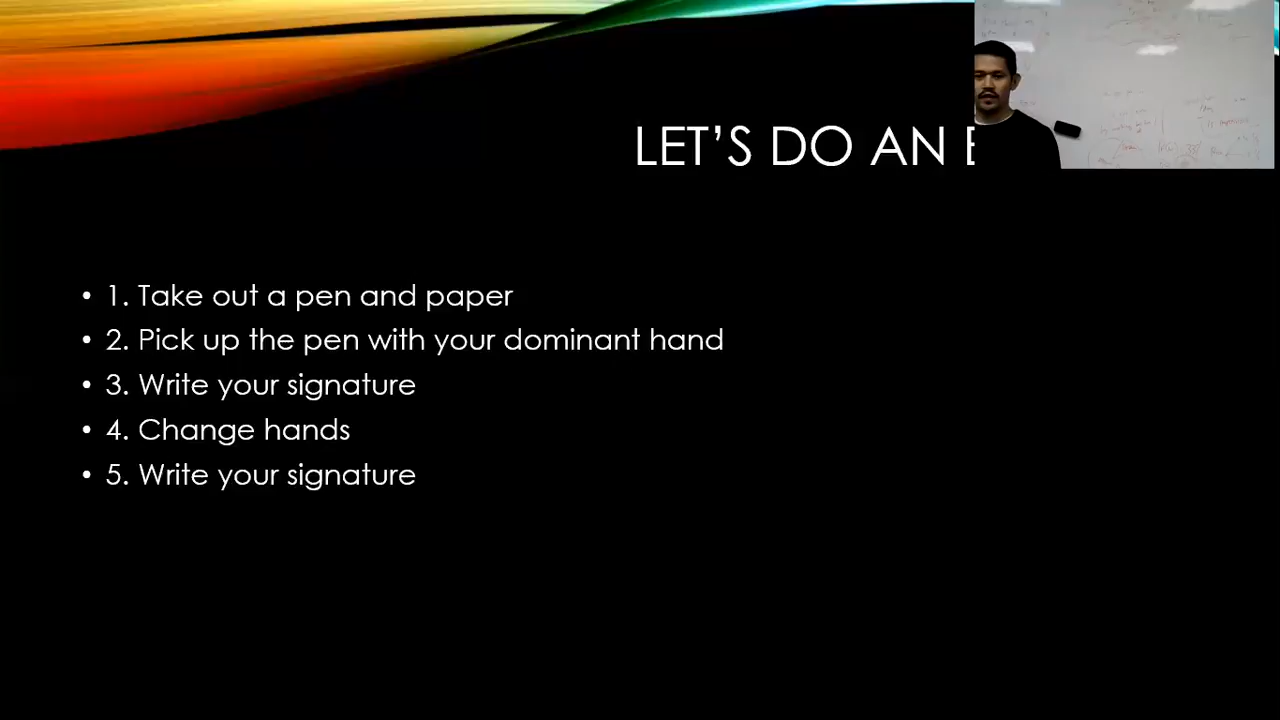 LET'S DO AN E
• 1. Take out a pen and paper
• 2. Pick up the pen with your dominant hand
• 3. Write your signature
• 4. Change hands
• 5. Write your signature